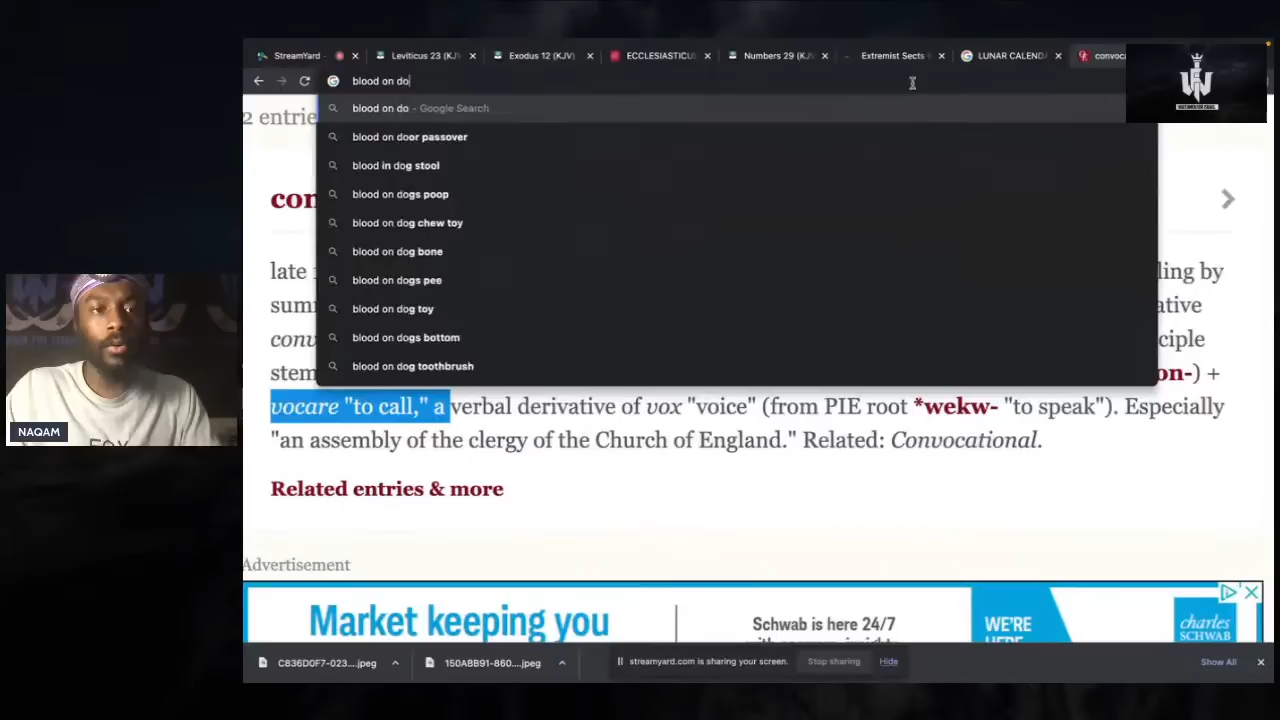 StreamYard
Leviticus 23 (KJV)
Exodus 12 (KJV)
ECCLESIASTICUS
Numbers 29 (KJV)
Extremist Sects
LUNAR CALENDA
convoca
blood on do
blood on do - Google Search
blood on door passover
blood in dog stool
blood on dogs poop
blood on dog chew toy
blood on dog bone
blood on dogs pee
blood on dog toy
blood on dogs bottom
blood on dog toothbrush
2 entrie
con
late
ling by
sum
ative
conv
ciple
stem
on-) +
vocare "to call," a verbal derivative of vox "voice" (from PIE root *wekw- "to speak"). Especially
"an assembly of the clergy of the Church of England." Related: Convocational.
Related entries & more
Advertisement
Market keeping you
Schwab is here 24/7
WE'RE
HERE
charles
SCHWAB
C836D0F7-023....jpeg
150ABB91-860....jpeg
streamyard.com is sharing your screen.
Stop sharing
Hide
Show All
NAQAM